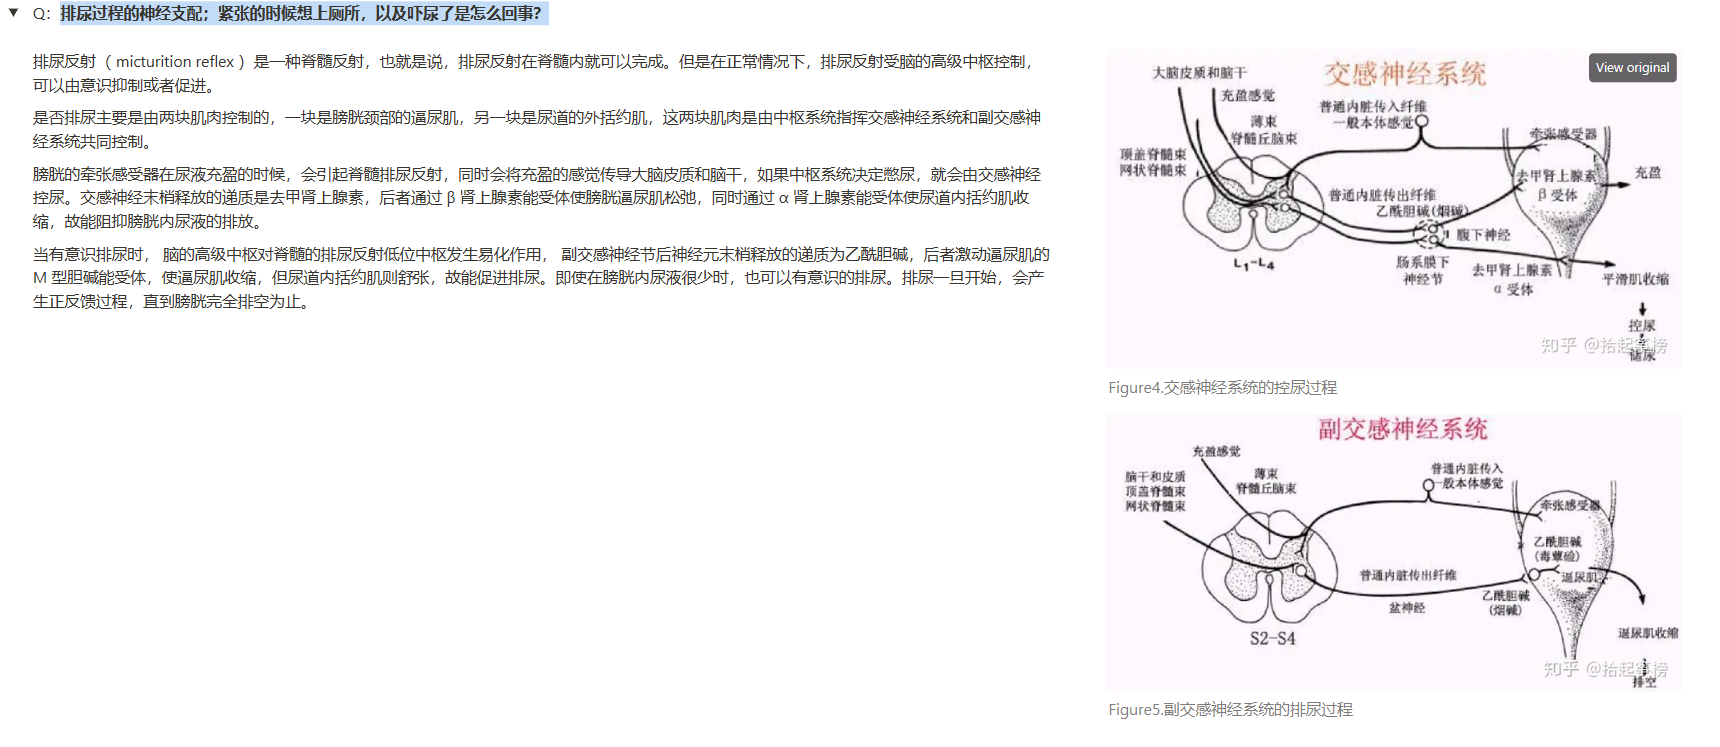 Q：排尿过程的神经支配；紧张的时候想上厕所，以及吓尿了是怎么回事？
排尿反射（ micturition reflex ）是一种脊髓反射，也就是说，排尿反射在脊髓内就可以完成。但是在正常情况下，排尿反射受脑的高级中枢控制，
可以由意识抑制或者促进。
是否排尿主要是由两块肌肉控制的，一块是膀胱颈部的逼尿肌，另一块是尿道的外括约肌，这两块肌肉是由中枢系统指挥交感神经系统和副交感神
经系统共同控制。
膀胱的牵张感受器在尿液充盈的时候，会引起脊髓排尿反射，同时会将充盈的感觉传导大脑皮质和脑干，如果中枢系统决定憋尿，就会由交感神经
控尿。交感神经末梢释放的递质是去甲肾上腺素，后者通过 β 肾上腺素能受体使膀胱逼尿肌松弛，同时通过 α 肾上腺素能受体使尿道内括约肌收
缩，故能阻抑膀胱内尿液的排放。
当有意识排尿时， 脑的高级中枢对脊髓的排尿反射低位中枢发生易化作用， 副交感神经节后神经元末梢释放的递质为乙酰胆碱，后者激动逼尿肌的
M 型胆碱能受体，使逼尿肌收缩，但尿道内括约肌则舒张，故能促进排尿。即使在膀胱内尿液很少时，也可以有意识的排尿。排尿一旦开始，会产
生正反馈过程，直到膀胱完全排空为止。
交感神经系统
View original
大脑皮质和脑干
充盈感觉
薄束
脊髓丘脑束
顶盖脊髓束
网状脊髓束
普通内脏传入纤维
一般本体感觉
牵张感受器
去甲肾上腺素
β 受体
充盈
普通内脏传出纤维
乙酰胆碱(烟碱)
腹下神经
L₁-L₄
肠系膜下
神经节
去甲肾上腺素
α 受体
平滑肌收缩
控尿
储尿
知乎 @拾起
Figure4.交感神经系统的控尿过程
副交感神经系统
充盈感觉
薄束
脊髓丘脑束
脑干和皮质
顶盖脊髓束
网状脊髓束
普通内脏传入
一般本体感觉
牵张感受器
乙酰胆碱
(毒蕈碱)
逼尿肌
普通内脏传出纤维
盆神经
乙酰胆碱
(烟碱)
S2-S4
逼尿肌收缩
排空
知乎 @拾起
Figure5.副交感神经系统的排尿过程